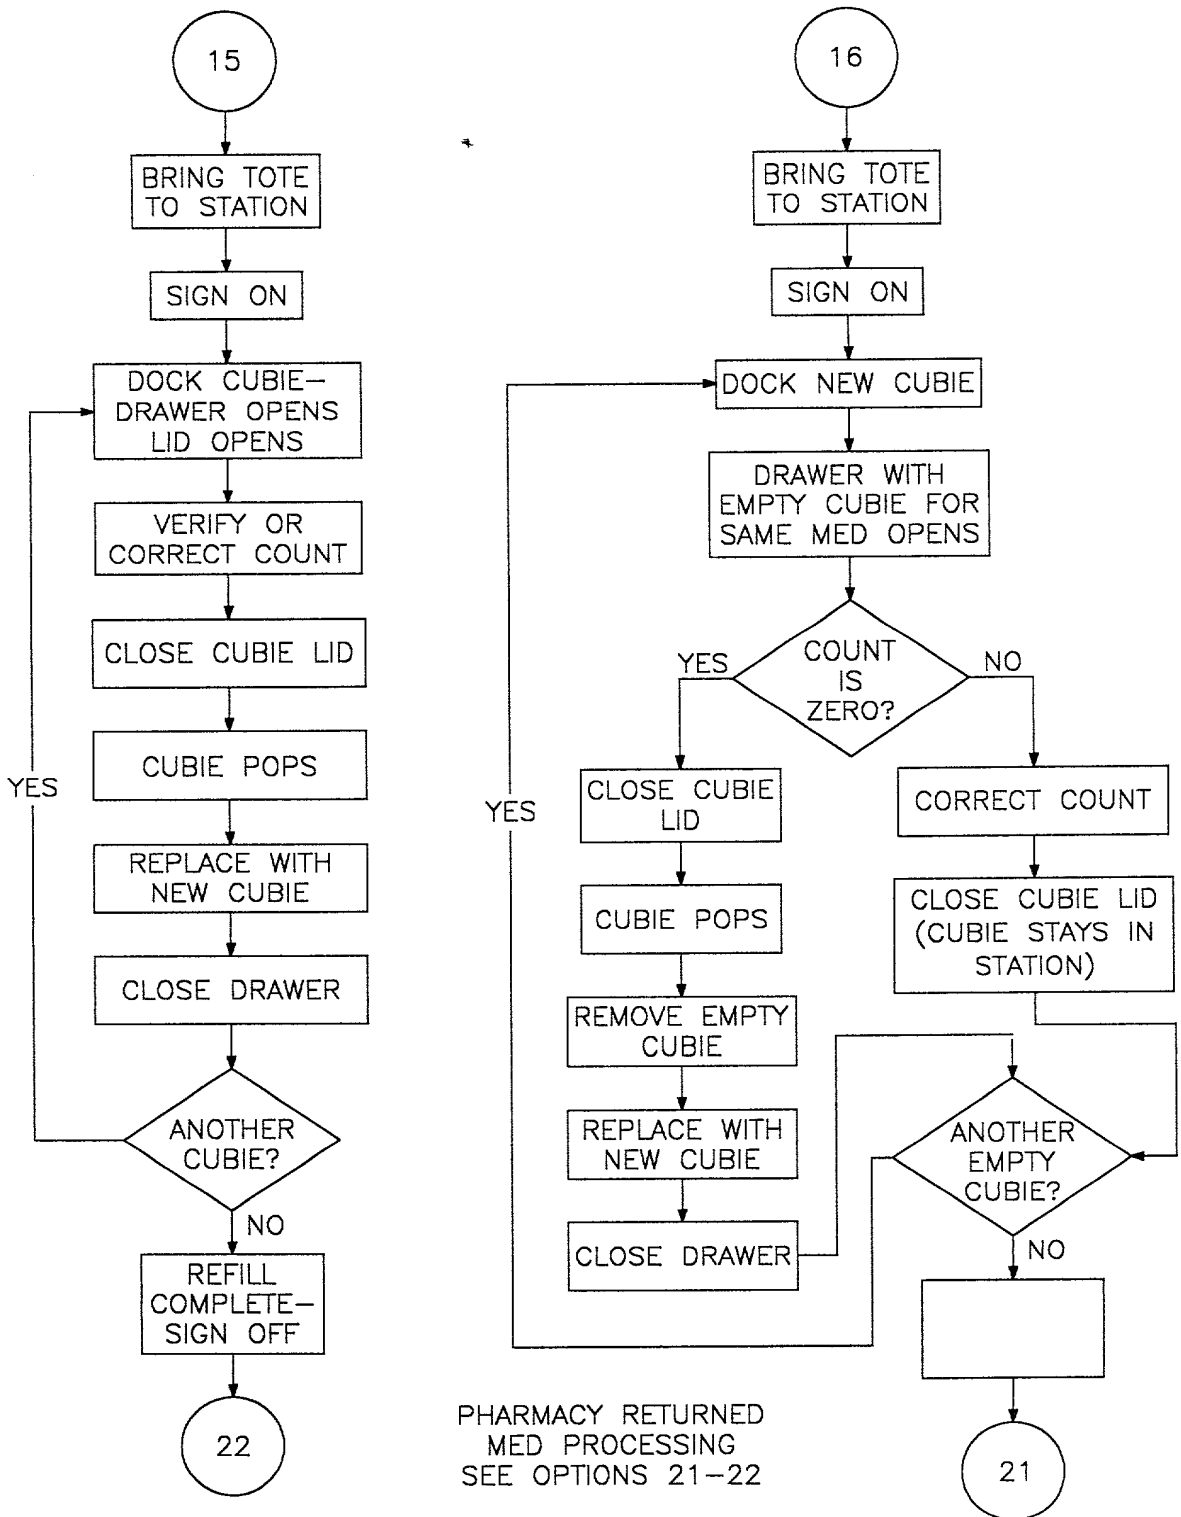 15
BRING TOTE
TO STATION
SIGN ON
DOCK CUBIE-
DRAWER OPENS
LID OPENS
VERIFY OR
CORRECT COUNT
CLOSE CUBIE LID
CUBIE POPS
YES
REPLACE WITH
NEW CUBIE
CLOSE DRAWER
ANOTHER
CUBIE?
NO
REFILL
COMPLETE-
SIGN OFF
22
16
BRING TOTE
TO STATION
SIGN ON
DOCK NEW CUBIE
DRAWER WITH
EMPTY CUBIE FOR
SAME MED OPENS
COUNT
IS
ZERO?
YES
NO
CLOSE CUBIE
LID
YES
CUBIE POPS
REMOVE EMPTY
CUBIE
REPLACE WITH
NEW CUBIE
CLOSE DRAWER
CORRECT COUNT
CLOSE CUBIE LID
(CUBIE STAYS IN
STATION)
ANOTHER
EMPTY
CUBIE?
NO
21
PHARMACY RETURNED
MED PROCESSING
SEE OPTIONS 21-22